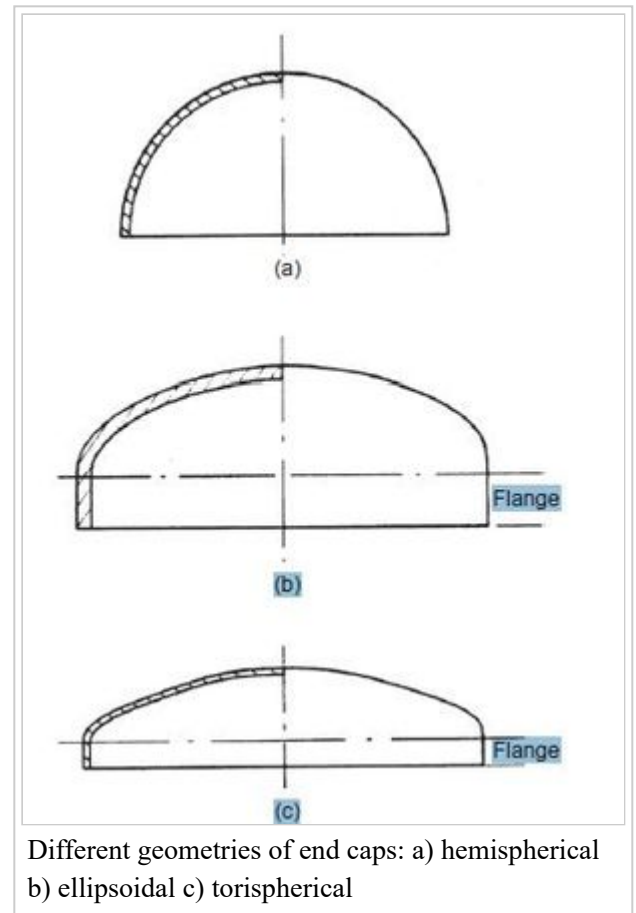 (a)
Flange
(b)
Flange
(c)
Different geometries of end caps: a) hemispherical
b) ellipsoidal c) torispherical